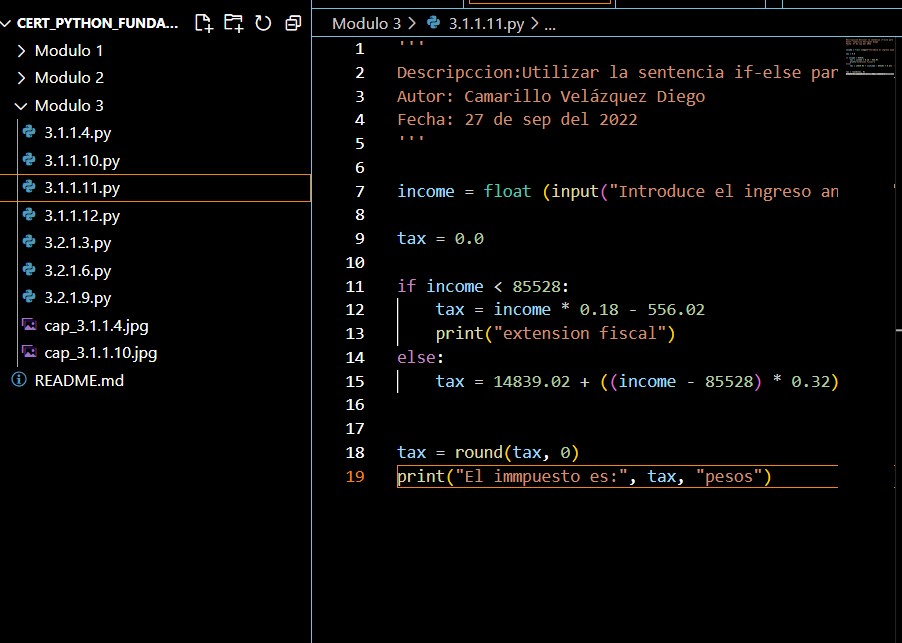 CERT_PYTHON_FUNDA...
Modulo 1
Modulo 2
Modulo 3
3.1.1.4.py
3.1.1.10.py
3.1.1.11.py
3.1.1.12.py
3.2.1.3.py
3.2.1.6.py
3.2.1.9.py
cap_3.1.1.4.jpg
cap_3.1.1.10.jpg
README.md
Modulo 3 > 3.1.1.11.py > ...
1 '''
2 Descripccion:Utilizar la sentencia if-else par
3 Autor: Camarillo Velázquez Diego
4 Fecha: 27 de sep del 2022
5 '''
6
7 income = float (input("Introduce el ingreso an
8
9 tax = 0.0
10
11 if income < 85528:
12 tax = income * 0.18 - 556.02
13 print("extension fiscal")
14 else:
15 tax = 14839.02 + ((income - 85528) * 0.32)
16
17
18 tax = round(tax, 0)
19 print("El immpuesto es:", tax, "pesos")